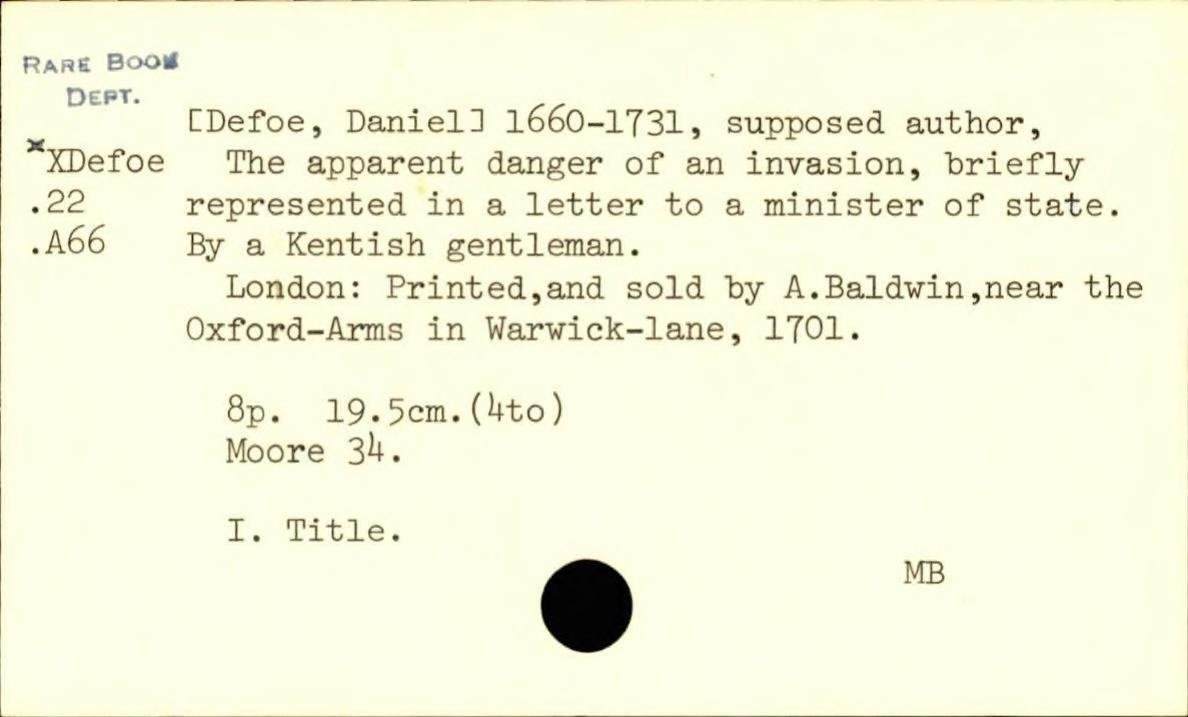 RARE BOOK
DEPT.
[Defoe, Daniel] 1660-1731, supposed author,
*XDefoe The apparent danger of an invasion, briefly
.22 represented in a letter to a minister of state.
.A66 By a Kentish gentleman.
London: Printed,and sold by A.Baldwin,near the
Oxford-Arms in Warwick-lane, 1701.
8p. 19.5cm.(4to)
Moore 34.
I. Title.
MB